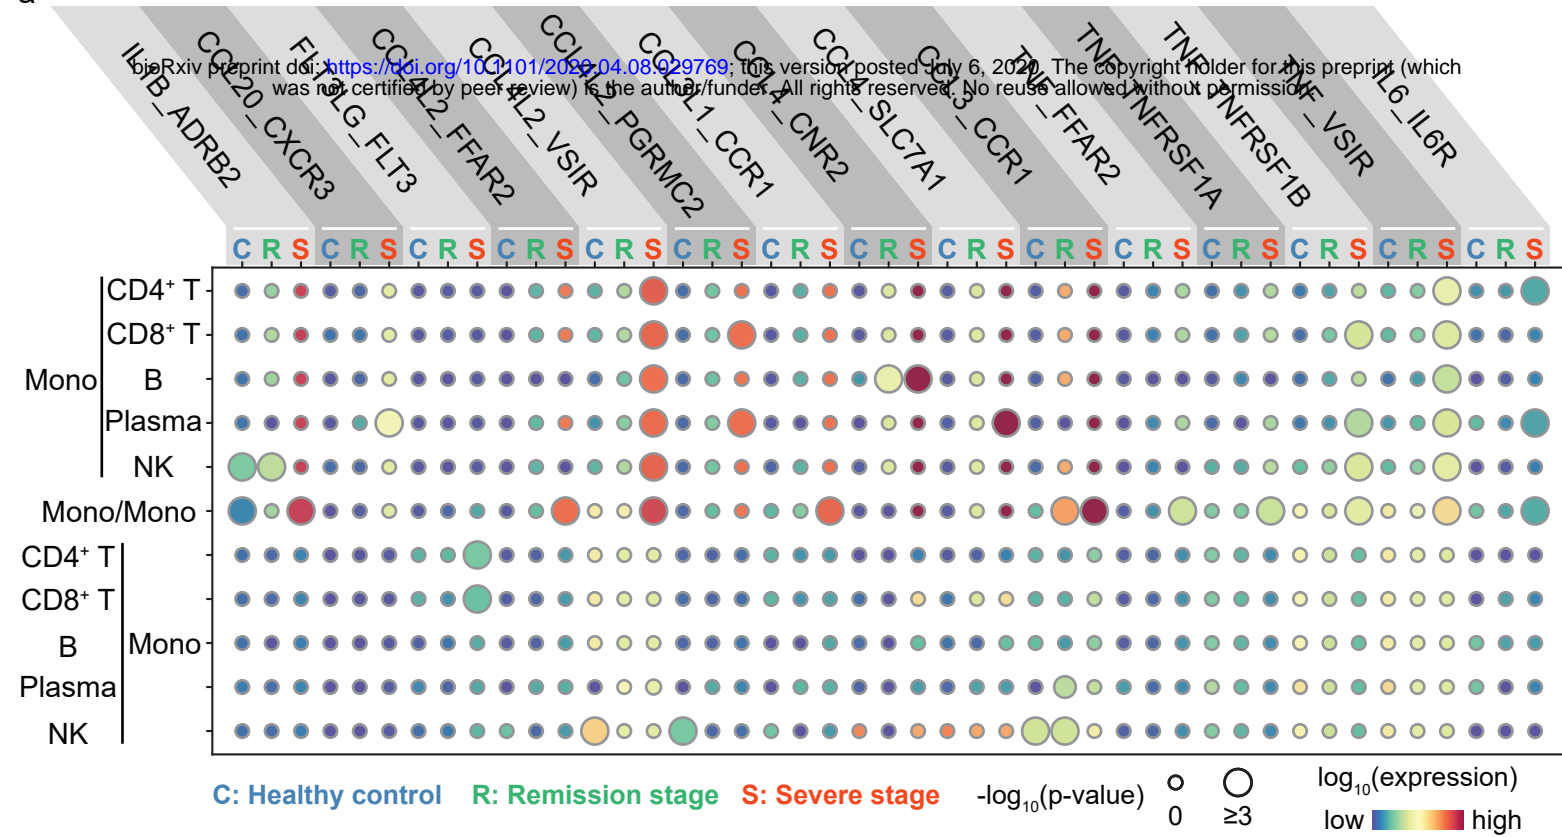 a
IL1B_ADRB2
CCL20_CXCR3
FLT3LG_FLT3
CCL4L2_FFAR2
CCL4L2_VSIR
CCL4L2_PGRMC2
CCL3L1_CCR1
CCL4_CNR2
CCL4_SLC7A1
CCL3_CCR1
TNF_FFAR2
TNF_TNFRSF1A
TNF_TNFRSF1B
TNF_VSIR
IL6_IL6R
bioRxiv preprint doi: https://doi.org/10.1101/2020.04.08.029769; this version posted July 6, 2020. The copyright holder for this preprint (which
was not certified by peer review) is the author/funder. All rights reserved. No reuse allowed without permission.
C R S C R S C R S C R S C R S C R S C R S C R S C R S C R S C R S C R S C R S C R S C R S
CD4⁺ T
CD8⁺ T
Mono B
Plasma
NK
Mono/Mono
CD4⁺ T
CD8⁺ T
B Mono
Plasma
NK
C: Healthy control R: Remission stage S: Severe stage -log₁₀(p-value) 0 ≥3 log₁₀(expression) low high